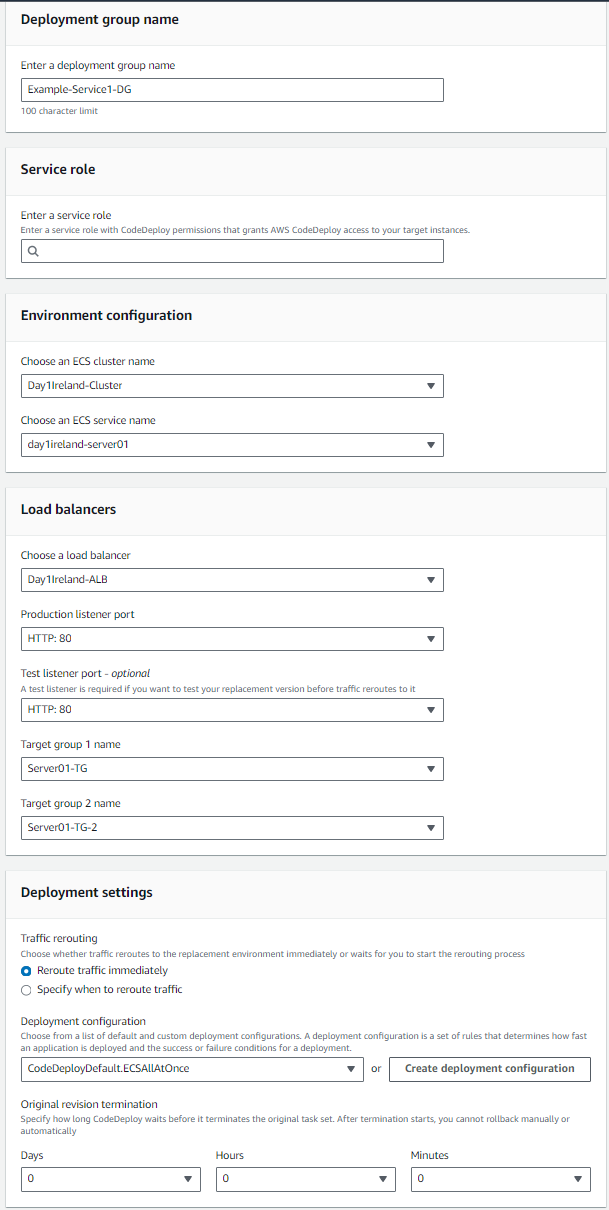 Deployment group name
Enter a deployment group name
Example-Service1-DG
100 character limit
Service role
Enter a service role
Enter a service role with CodeDeploy permissions that grants AWS CodeDeploy access to your target instances.
Environment configuration
Choose an ECS cluster name
Day1Ireland-Cluster
Choose an ECS service name
day1ireland-server01
Load balancers
Choose a load balancer
Day1Ireland-ALB
Production listener port
HTTP: 80
Test listener port - optional
A test listener is required if you want to test your replacement version before traffic reroutes to it
HTTP: 80
Target group 1 name
Server01-TG
Target group 2 name
Server01-TG-2
Deployment settings
Traffic rerouting
Choose whether traffic reroutes to the replacement environment immediately or waits for you to start the rerouting process
Reroute traffic immediately
Specify when to reroute traffic
Deployment configuration
Choose from a list of default and custom deployment configurations. A deployment configuration is a set of rules that determines how fast
an application is deployed and the success or failure conditions for a deployment.
CodeDeployDefault.ECSAllAtOnce or Create deployment configuration
Original revision termination
Specify how long CodeDeploy waits before it terminates the original task set. After termination starts, you cannot rollback manually or
automatically
Days Hours Minutes
0 0 0